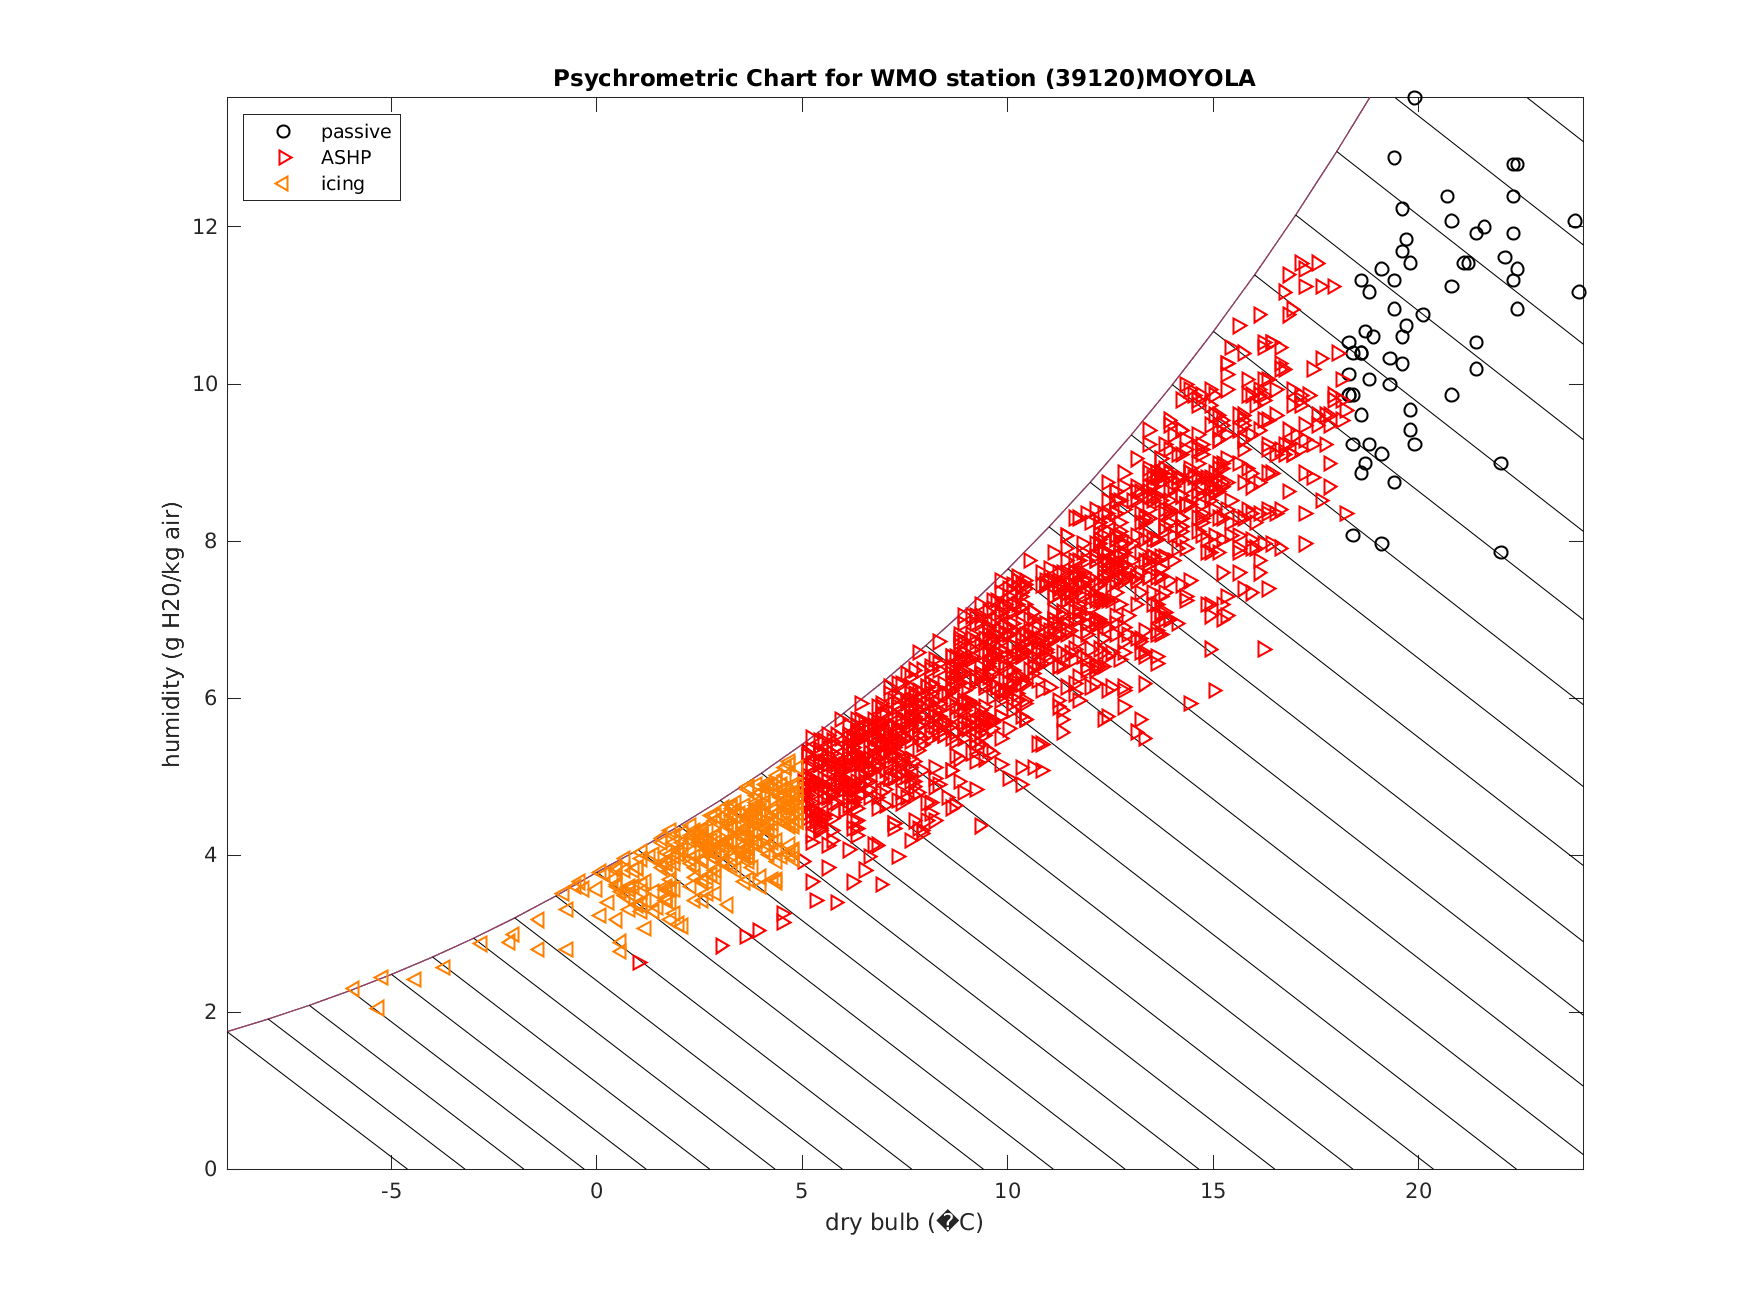 Psychrometric Chart for WMO station (39120)MOYOLA
passive
ASHP
icing
humidity (g H20/kg air)
12
10
8
6
4
2
0
-5
0
5
10
15
20
dry bulb (�C)